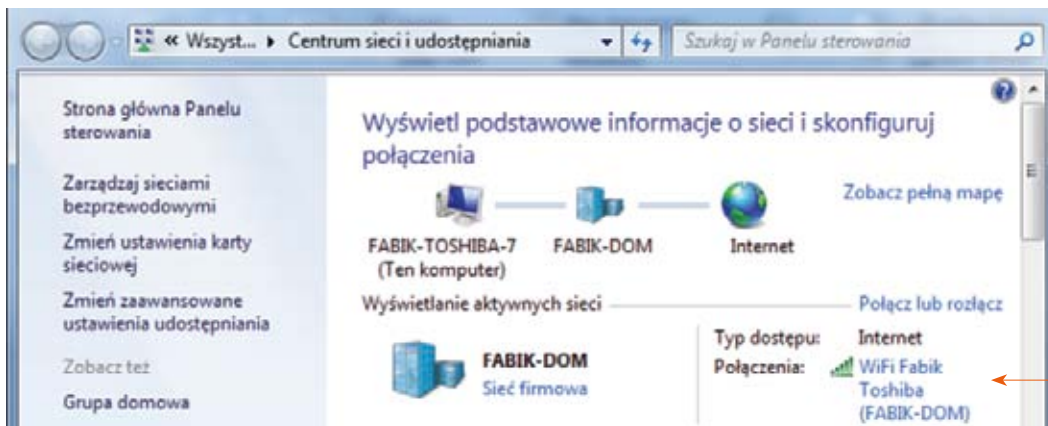 « Wszyst... Centrum sieci i udostępniania Szukaj w Panelu sterowania
Strona główna Panelu
sterowania
Zarządzaj sieciami
bezprzewodowymi
Zmień ustawienia karty
sieciowej
Zmień zaawansowane
ustawienia udostępniania
Zobacz też
Grupa domowa
Wyświetl podstawowe informacje o sieci i skonfiguruj
połączenia
Zobacz pełną mapę
FABIK-TOSHIBA-7 FABIK-DOM Internet
(Ten komputer)
Wyświetlanie aktywnych sieci Połącz lub rozłącz
FABIK-DOM
Sieć firmowa
Typ dostępu: Internet
Połączenia: WiFi Fabik
Toshiba
(FABIK-DOM)